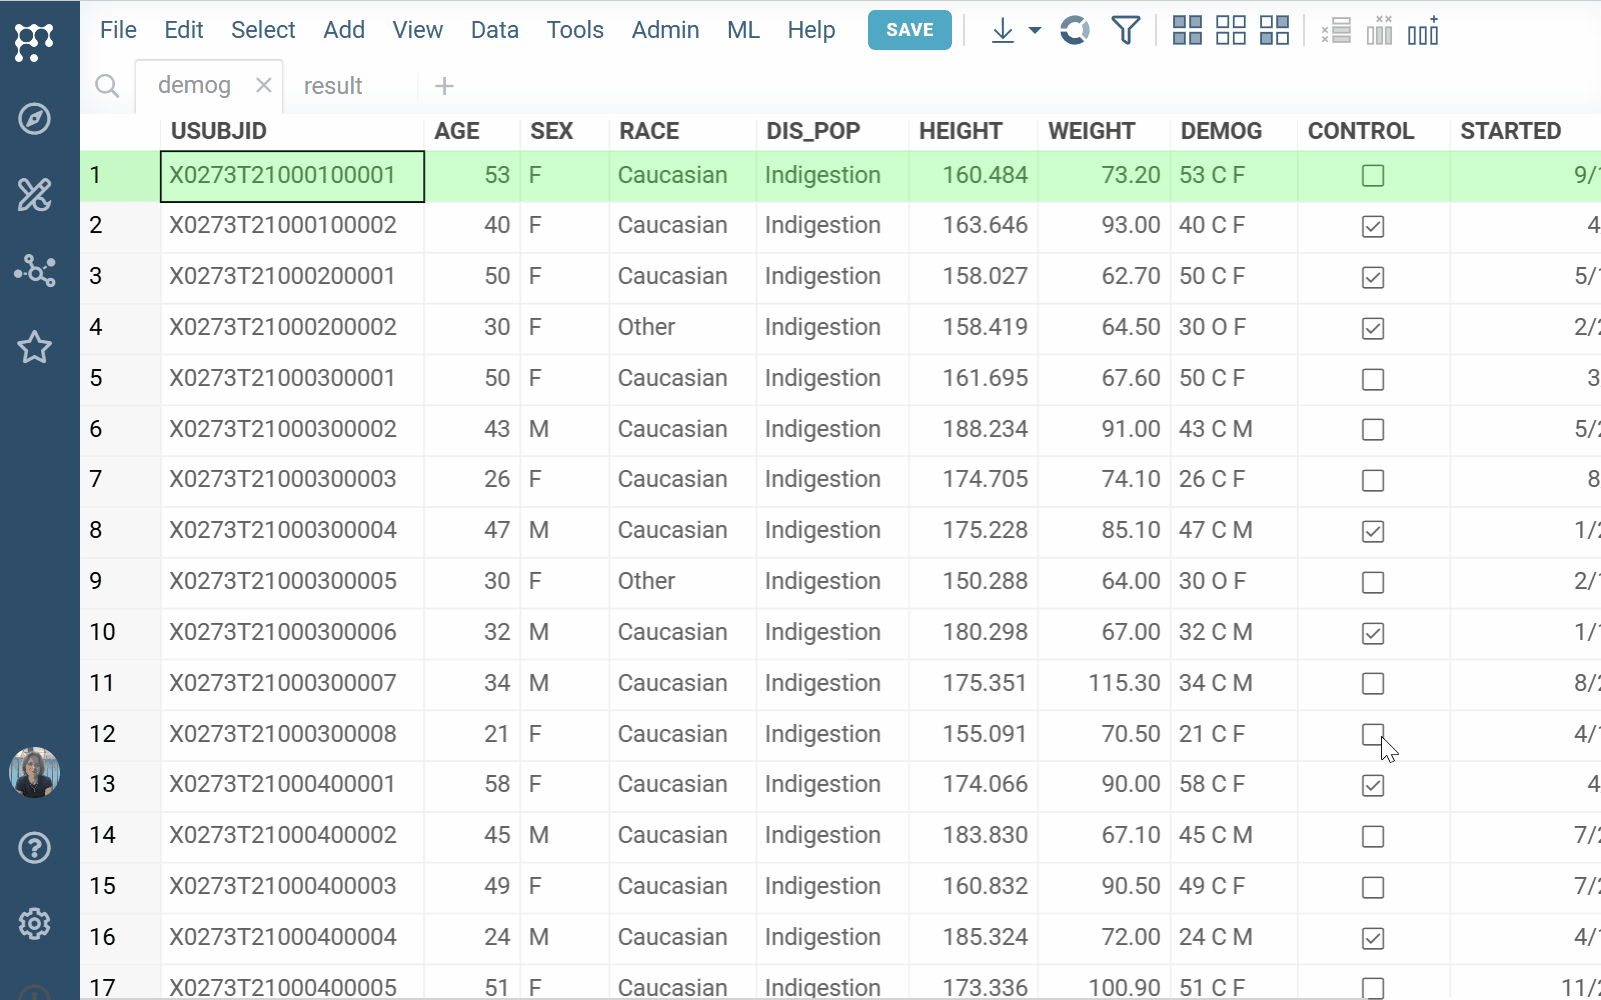 File Edit Select Add View Data Tools Admin ML Help SAVE
demog result
USUBJID AGE SEX RACE DIS_POP HEIGHT WEIGHT DEMOG CONTROL STARTED
1 X0273T21000100001 53 F Caucasian Indigestion 160.484 73.20 53 C F 9/
2 X0273T21000100002 40 F Caucasian Indigestion 163.646 93.00 40 C F 4
3 X0273T21000200001 50 F Caucasian Indigestion 158.027 62.70 50 C F 5/
4 X0273T21000200002 30 F Other Indigestion 158.419 64.50 30 O F 2/
5 X0273T21000300001 50 F Caucasian Indigestion 161.695 67.60 50 C F 3
6 X0273T21000300002 43 M Caucasian Indigestion 188.234 91.00 43 C M 5/
7 X0273T21000300003 26 F Caucasian Indigestion 174.705 74.10 26 C F 8
8 X0273T21000300004 47 M Caucasian Indigestion 175.228 85.10 47 C M 1/
9 X0273T21000300005 30 F Other Indigestion 150.288 64.00 30 O F 2/
10 X0273T21000300006 32 M Caucasian Indigestion 180.298 67.00 32 C M 1/
11 X0273T21000300007 34 M Caucasian Indigestion 175.351 115.30 34 C M 8/
12 X0273T21000300008 21 F Caucasian Indigestion 155.091 70.50 21 C F 4/
13 X0273T21000400001 58 F Caucasian Indigestion 174.066 90.00 58 C F 4
14 X0273T21000400002 45 M Caucasian Indigestion 183.830 67.10 45 C M 7/
15 X0273T21000400003 49 F Caucasian Indigestion 160.832 90.50 49 C F 7/
16 X0273T21000400004 24 M Caucasian Indigestion 185.324 72.00 24 C M 4/
17 X0273T21000400005 51 F Caucasian Indigestion 173.336 100.90 51 C F 11/